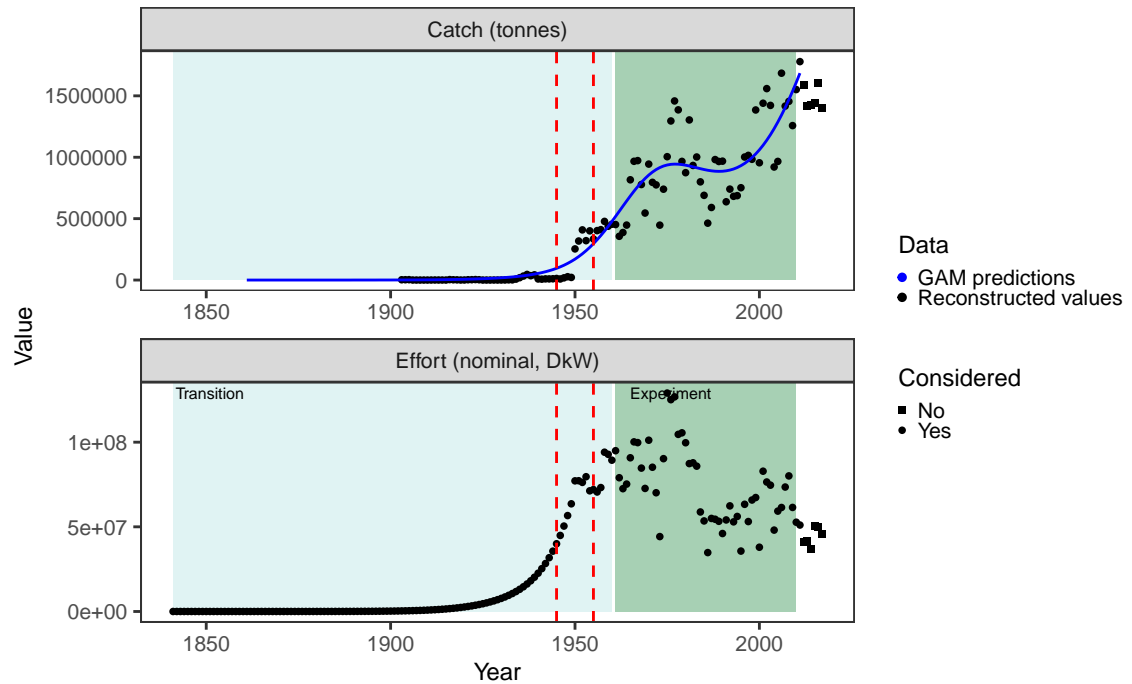 Catch (tonnes)
1500000
1000000
500000
0
1850
1900
1950
2000
Effort (nominal, DkW)
Transition
Experiment
1e+08
5e+07
0e+00
1850
1900
1950
2000
Year
Value
Data
GAM predictions
Reconstructed values
Considered
No
Yes